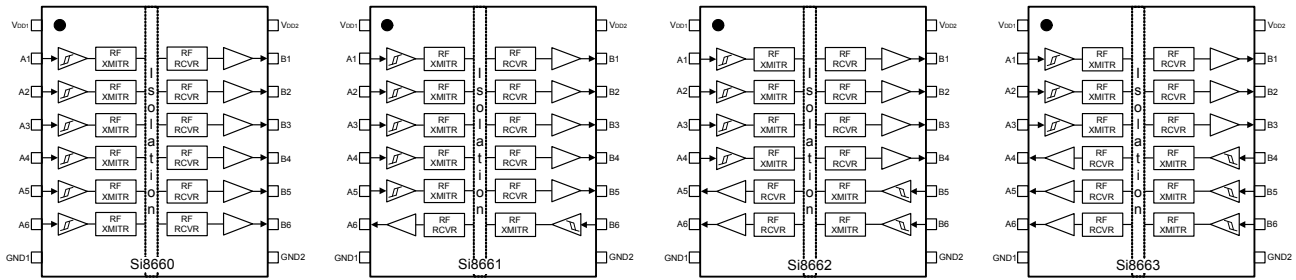 VDD1 VDD2
A1 RF XMITR RF RCVR B1
A2 RF XMITR RF RCVR B2
A3 RF XMITR RF RCVR B3
A4 RF XMITR RF RCVR B4
A5 RF XMITR RF RCVR B5
A6 RF XMITR RF RCVR B6
Isolation
GND1 GND2
Si8660
VDD1 VDD2
A1 RF XMITR RF RCVR B1
A2 RF XMITR RF RCVR B2
A3 RF XMITR RF RCVR B3
A4 RF XMITR RF RCVR B4
A5 RF XMITR RF RCVR B5
A6 RF RCVR RF XMITR B6
Isolation
GND1 GND2
Si8661
VDD1 VDD2
A1 RF XMITR RF RCVR B1
A2 RF XMITR RF RCVR B2
A3 RF XMITR RF RCVR B3
A4 RF XMITR RF RCVR B4
A5 RF RCVR RF XMITR B5
A6 RF RCVR RF XMITR B6
Isolation
GND1 GND2
Si8662
VDD1 VDD2
A1 RF XMITR RF RCVR B1
A2 RF XMITR RF RCVR B2
A3 RF XMITR RF RCVR B3
A4 RF RCVR RF XMITR B4
A5 RF RCVR RF XMITR B5
A6 RF RCVR RF XMITR B6
Isolation
GND1 GND2
Si8663